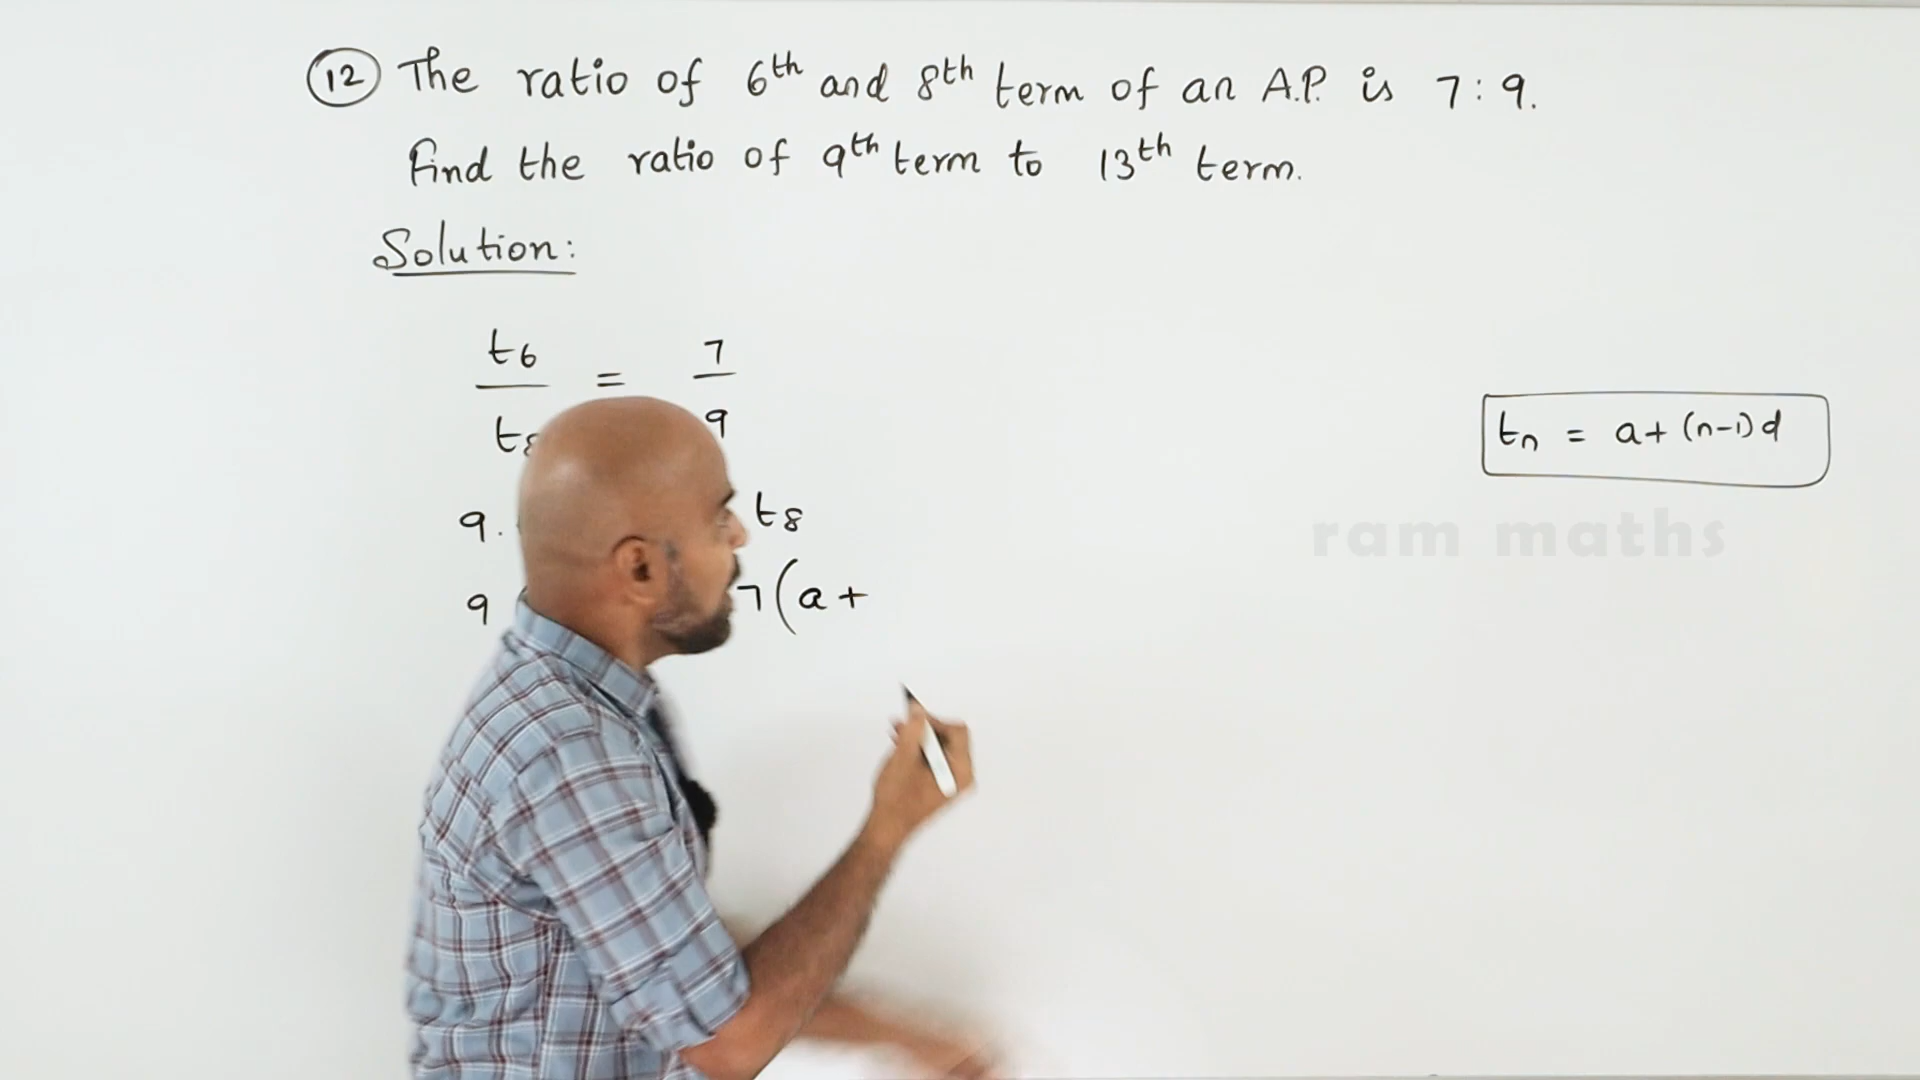 12 The ratio of 6th and 8th term of an A.P. is 7 : 9.
Find the ratio of 9th term to 13th term.
Solution:
t6 = 7
t8 9
9. t8
9 7(a +
tn = a + (n-1)d
ram maths